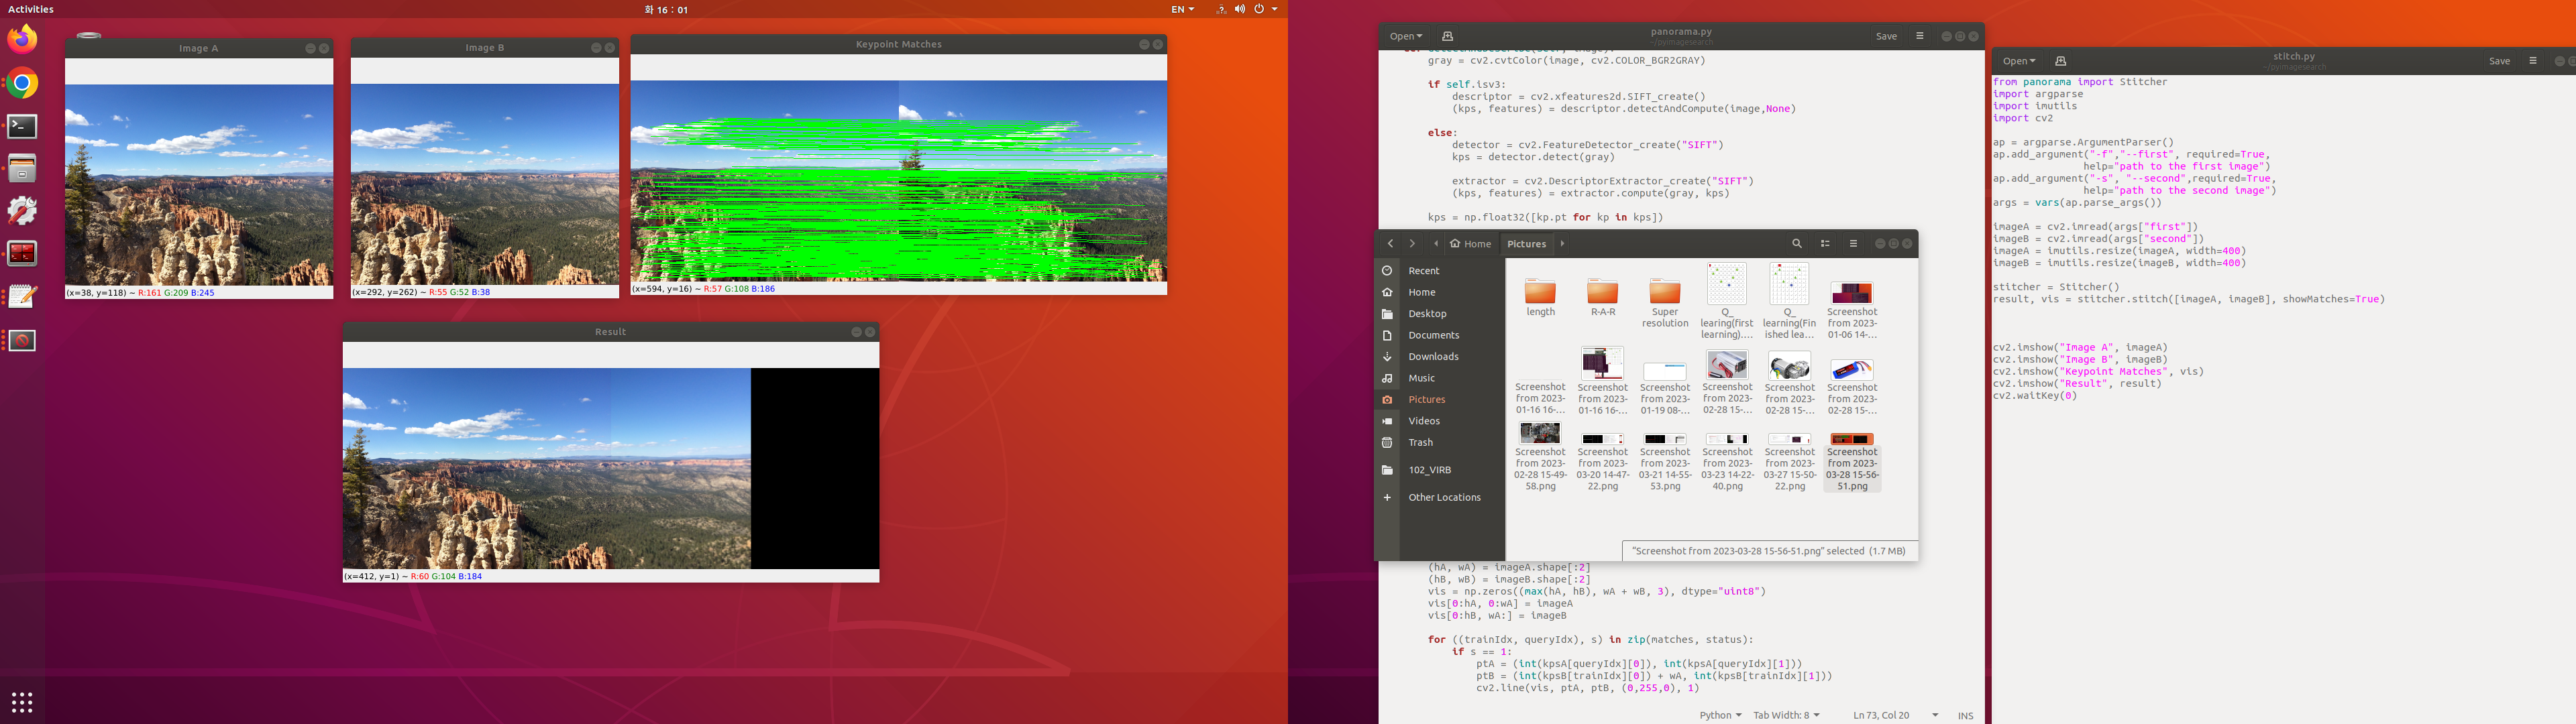 Activities
화 16：01
EN
Image A
(x=38, y=118) ~ R:161 G:209 B:245
Image B
(x=292, y=262) ~ R:55 G:52 B:38
Keypoint Matches
(x=594, y=16) ~ R:57 G:108 B:186
Result
(x=412, y=1) ~ R:60 G:104 B:184
Open
panorama.py
~/pyimagesearch
Save
gray = cv2.cvtColor(image, cv2.COLOR_BGR2GRAY)
if self.isv3:
descriptor = cv2.xfeatures2d.SIFT_create()
(kps, features) = descriptor.detectAndCompute(image,None)
else:
detector = cv2.FeatureDetector_create("SIFT")
kps = detector.detect(gray)
extractor = cv2.DescriptorExtractor_create("SIFT")
(kps, features) = extractor.compute(gray, kps)
kps = np.float32([kp.pt for kp in kps])
Home
Pictures
Recent
Home
Desktop
Documents
Downloads
Music
Pictures
Videos
Trash
102_VIRB
Other Locations
length
R-A-R
Super
resolution
Q_
learing(first
learning)....
Q_
learning(Fin
ished lea...
Screenshot
from 2023-
01-06 14-...
Screenshot
from 2023-
01-16 16-...
Screenshot
from 2023-
01-16 16-...
Screenshot
from 2023-
01-19 08-...
Screenshot
from 2023-
02-28 15-...
Screenshot
from 2023-
02-28 15-...
Screenshot
from 2023-
02-28 15-...
Screenshot
from 2023-
02-28 15-49-
58.png
Screenshot
from 2023-
03-20 14-47-
22.png
Screenshot
from 2023-
03-21 14-55-
53.png
Screenshot
from 2023-
03-23 14-22-
40.png
Screenshot
from 2023-
03-27 15-50-
22.png
Screenshot
from 2023-
03-28 15-56-
51.png
“Screenshot from 2023-03-28 15-56-51.png” selected (1.7 MB)
(hA, wA) = imageA.shape[:2]
(hB, wB) = imageB.shape[:2]
vis = np.zeros((max(hA, hB), wA + wB, 3), dtype="uint8")
vis[0:hA, 0:wA] = imageA
vis[0:hB, wA:] = imageB
for ((trainIdx, queryIdx), s) in zip(matches, status):
if s == 1:
ptA = (int(kpsA[queryIdx][0]), int(kpsA[queryIdx][1]))
ptB = (int(kpsB[trainIdx][0]) + wA, int(kpsB[trainIdx][1]))
cv2.line(vis, ptA, ptB, (0,255,0), 1)
Python
Tab Width: 8
Ln 73, Col 20
INS
Open
stitch.py
~/pyimagesearch
Save
from panorama import Stitcher
import argparse
import imutils
import cv2
ap = argparse.ArgumentParser()
ap.add_argument("-f","--first", required=True,
help="path to the first image")
ap.add_argument("-s", "--second",required=True,
help="path to the second image")
args = vars(ap.parse_args())
imageA = cv2.imread(args["first"])
imageB = cv2.imread(args["second"])
imageA = imutils.resize(imageA, width=400)
imageB = imutils.resize(imageB, width=400)
stitcher = Stitcher()
result, vis = stitcher.stitch([imageA, imageB], showMatches=True)
cv2.imshow("Image A", imageA)
cv2.imshow("Image B", imageB)
cv2.imshow("Keypoint Matches", vis)
cv2.imshow("Result", result)
cv2.waitKey(0)